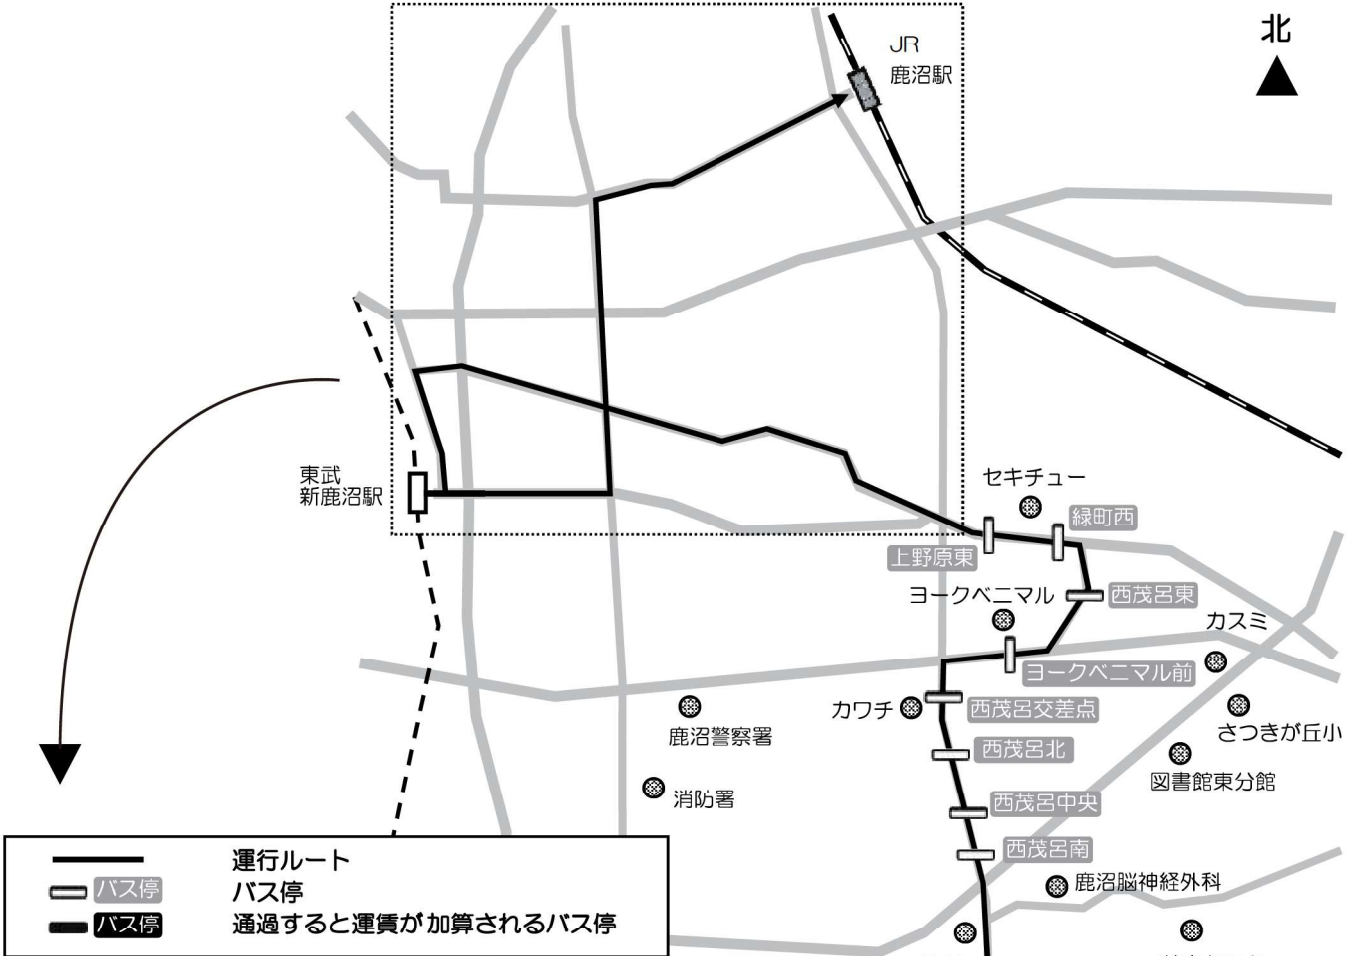 北
JR
鹿沼駅
東武
新鹿沼駅
セキチュー
緑町西
上野原東
ヨークベニマル
西茂呂東
カスミ
ヨークベニマル前
カワチ
西茂呂交差点
さつきが丘小
鹿沼警察署
西茂呂北
図書館東分館
消防署
西茂呂中央
西茂呂南
鹿沼脳神経外科
運行ルート
バス停
バス停
バス停
通過すると運賃が加算されるバス停